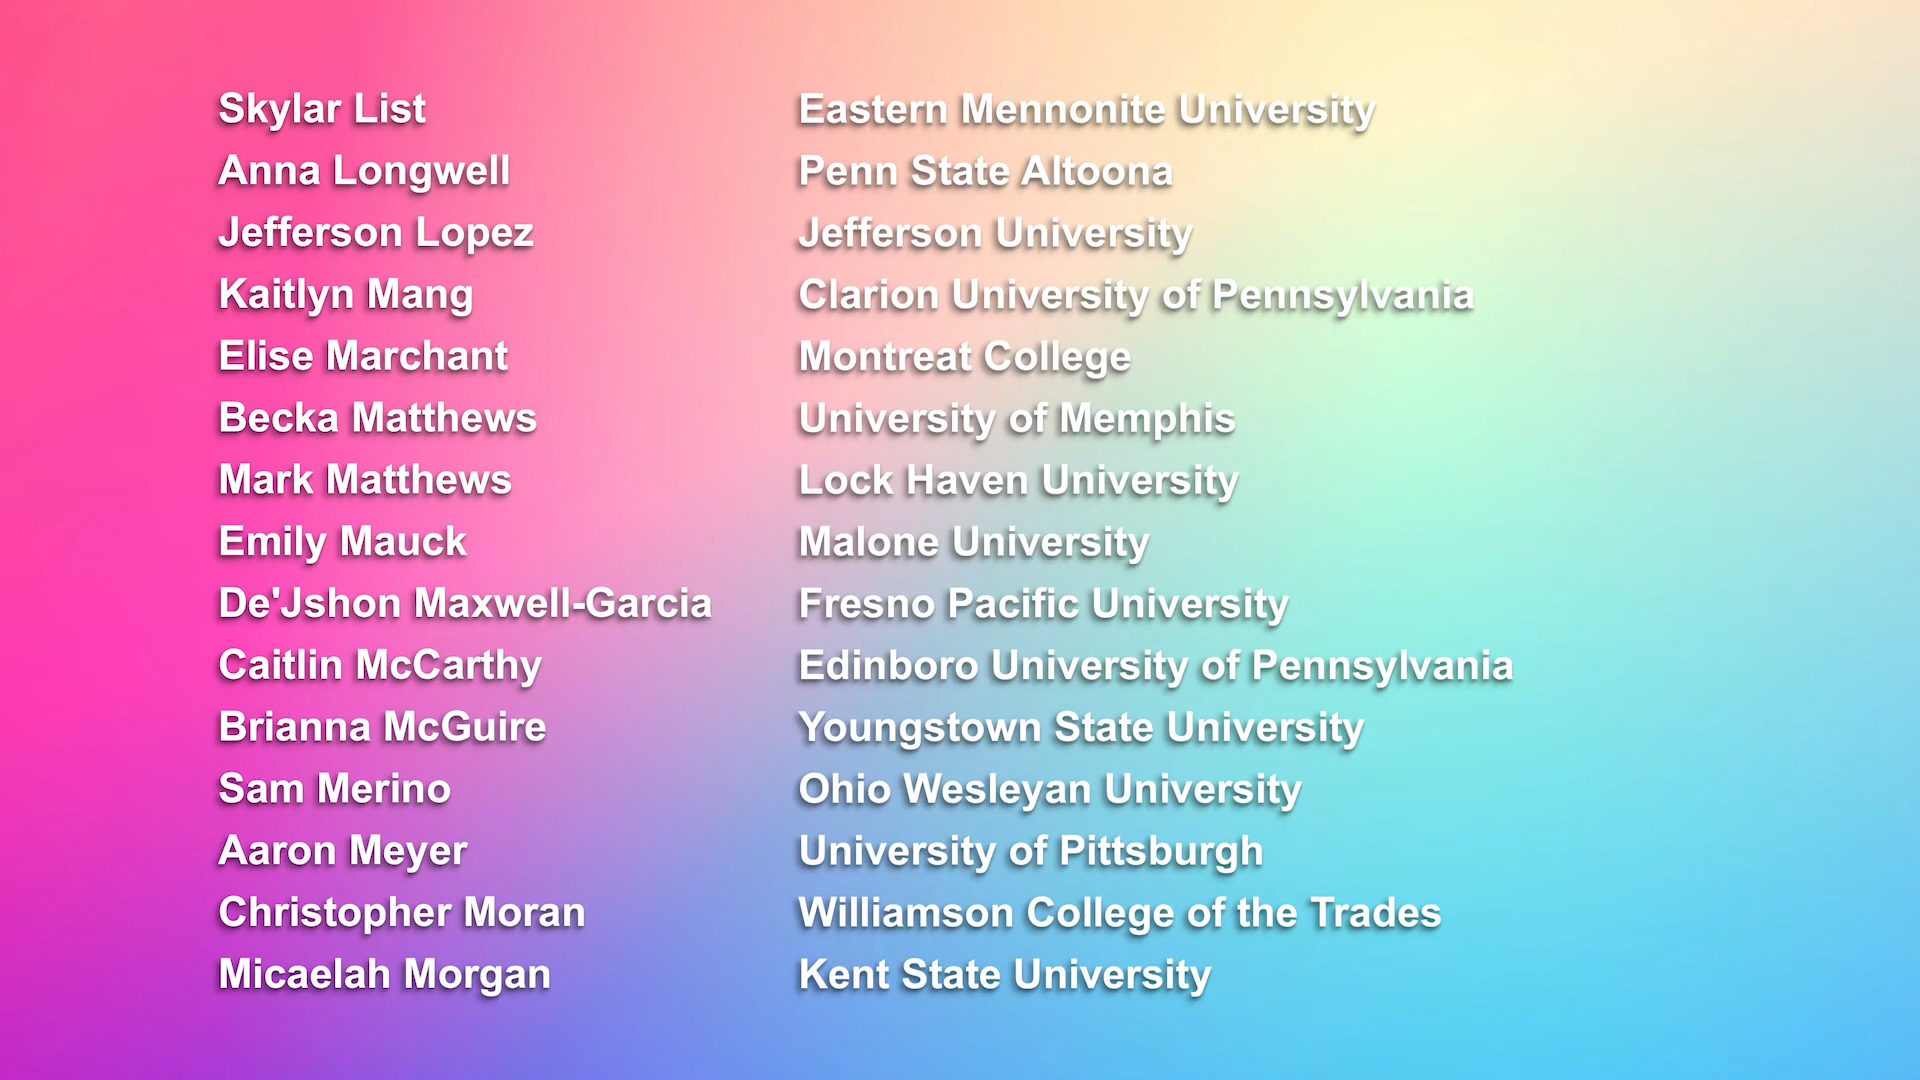 Skylar List Eastern Mennonite University
Anna Longwell Penn State Altoona
Jefferson Lopez Jefferson University
Kaitlyn Mang Clarion University of Pennsylvania
Elise Marchant Montreat College
Becka Matthews University of Memphis
Mark Matthews Lock Haven University
Emily Mauck Malone University
De'Jshon Maxwell-Garcia Fresno Pacific University
Caitlin McCarthy Edinboro University of Pennsylvania
Brianna McGuire Youngstown State University
Sam Merino Ohio Wesleyan University
Aaron Meyer University of Pittsburgh
Christopher Moran Williamson College of the Trades
Micaelah Morgan Kent State University